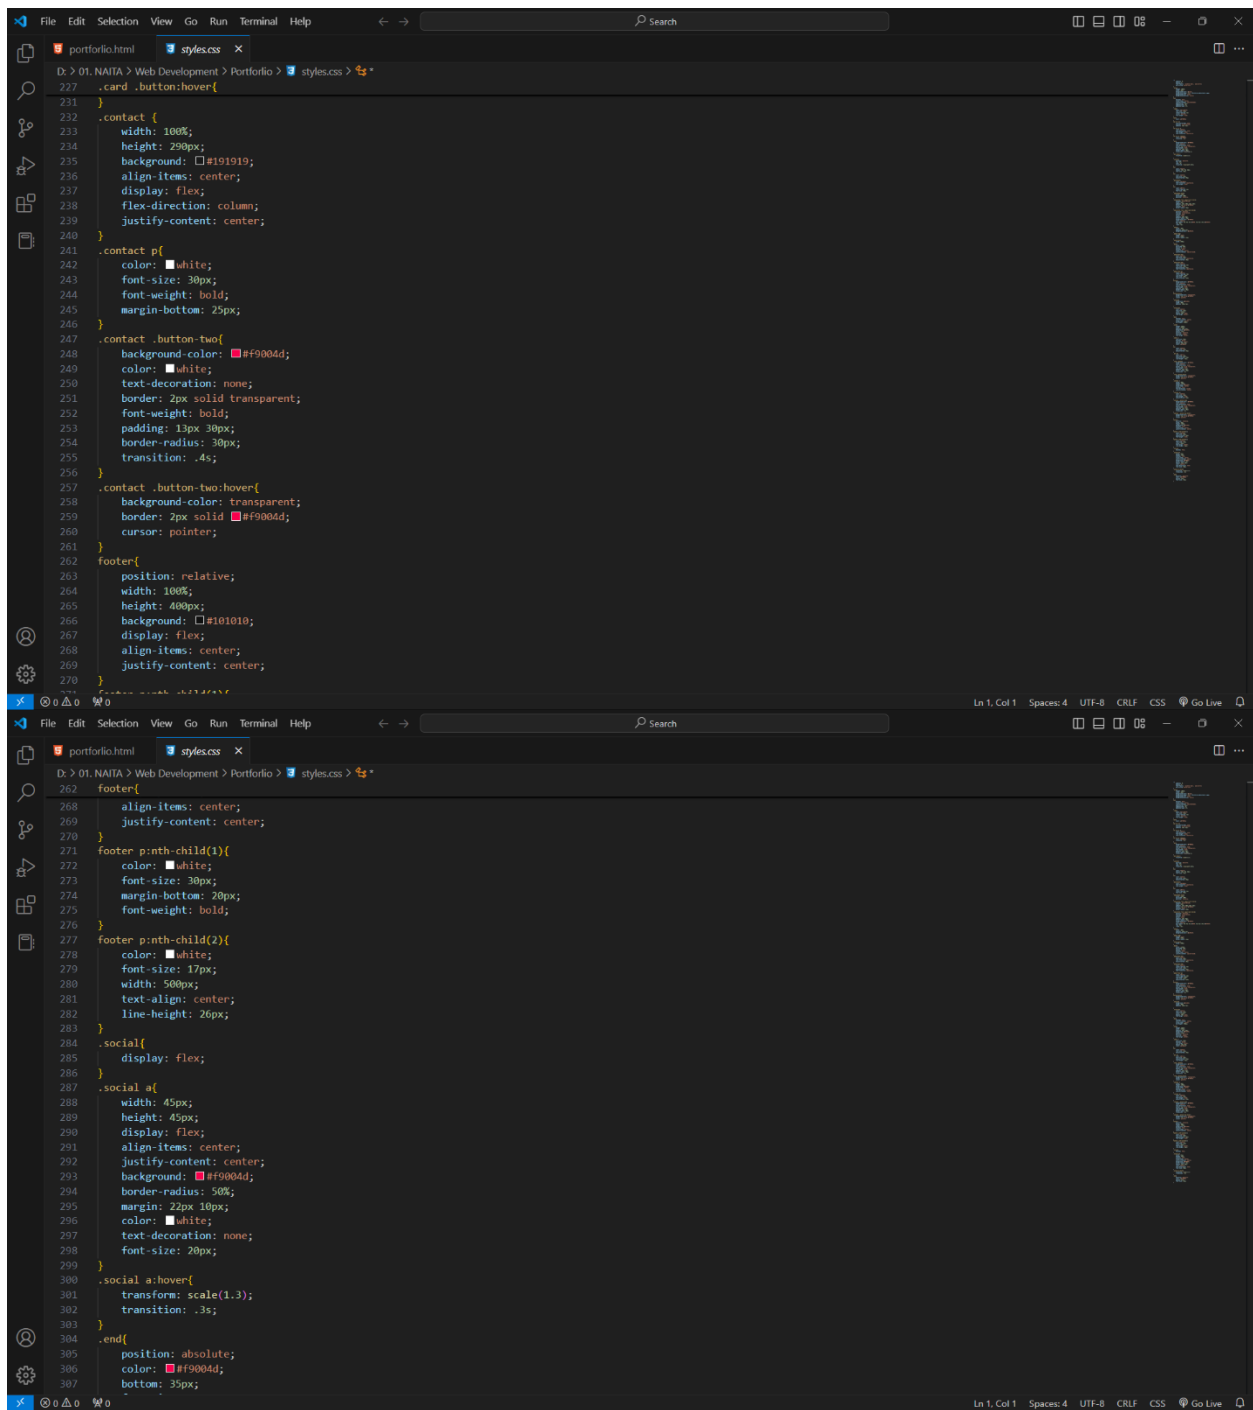 File Edit Selection View Go Run Terminal Help Search
portforlio.html styles.css
D: > 01. NAITA > Web Development > Portforlio > styles.css > *
227 .card .button:hover{
231 }
232 .contact {
233 width: 100%;
234 height: 290px;
235 background: #191919;
236 align-items: center;
237 display: flex;
238 flex-direction: column;
239 justify-content: center;
240 }
241 .contact p{
242 color: white;
243 font-size: 30px;
244 font-weight: bold;
245 margin-bottom: 25px;
246 }
247 .contact .button-two{
248 background-color: #f9004d;
249 color: white;
250 text-decoration: none;
251 border: 2px solid transparent;
252 font-weight: bold;
253 padding: 13px 30px;
254 border-radius: 30px;
255 transition: .4s;
256 }
257 .contact .button-two:hover{
258 background-color: transparent;
259 border: 2px solid #f9004d;
260 cursor: pointer;
261 }
262 footer{
263 position: relative;
264 width: 100%;
265 height: 400px;
266 background: #101010;
267 display: flex;
268 align-items: center;
269 justify-content: center;
270 }
271 footer p:nth-child(1){
0 0 0 Ln 1, Col 1 Spaces: 4 UTF-8 CRLF CSS Go Live
File Edit Selection View Go Run Terminal Help Search
portforlio.html styles.css
D: > 01. NAITA > Web Development > Portforlio > styles.css > *
262 footer{
268 align-items: center;
269 justify-content: center;
270 }
271 footer p:nth-child(1){
272 color: white;
273 font-size: 30px;
274 margin-bottom: 20px;
275 font-weight: bold;
276 }
277 footer p:nth-child(2){
278 color: white;
279 font-size: 17px;
280 width: 500px;
281 text-align: center;
282 line-height: 26px;
283 }
284 .social{
285 display: flex;
286 }
287 .social a{
288 width: 45px;
289 height: 45px;
290 display: flex;
291 align-items: center;
292 justify-content: center;
293 background: #f9004d;
294 border-radius: 50%;
295 margin: 22px 10px;
296 color: white;
297 text-decoration: none;
298 font-size: 20px;
299 }
300 .social a:hover{
301 transform: scale(1.3);
302 transition: .3s;
303 }
304 .end{
305 position: absolute;
306 color: #f9004d;
307 bottom: 35px;
0 0 0 Ln 1, Col 1 Spaces: 4 UTF-8 CRLF CSS Go Live